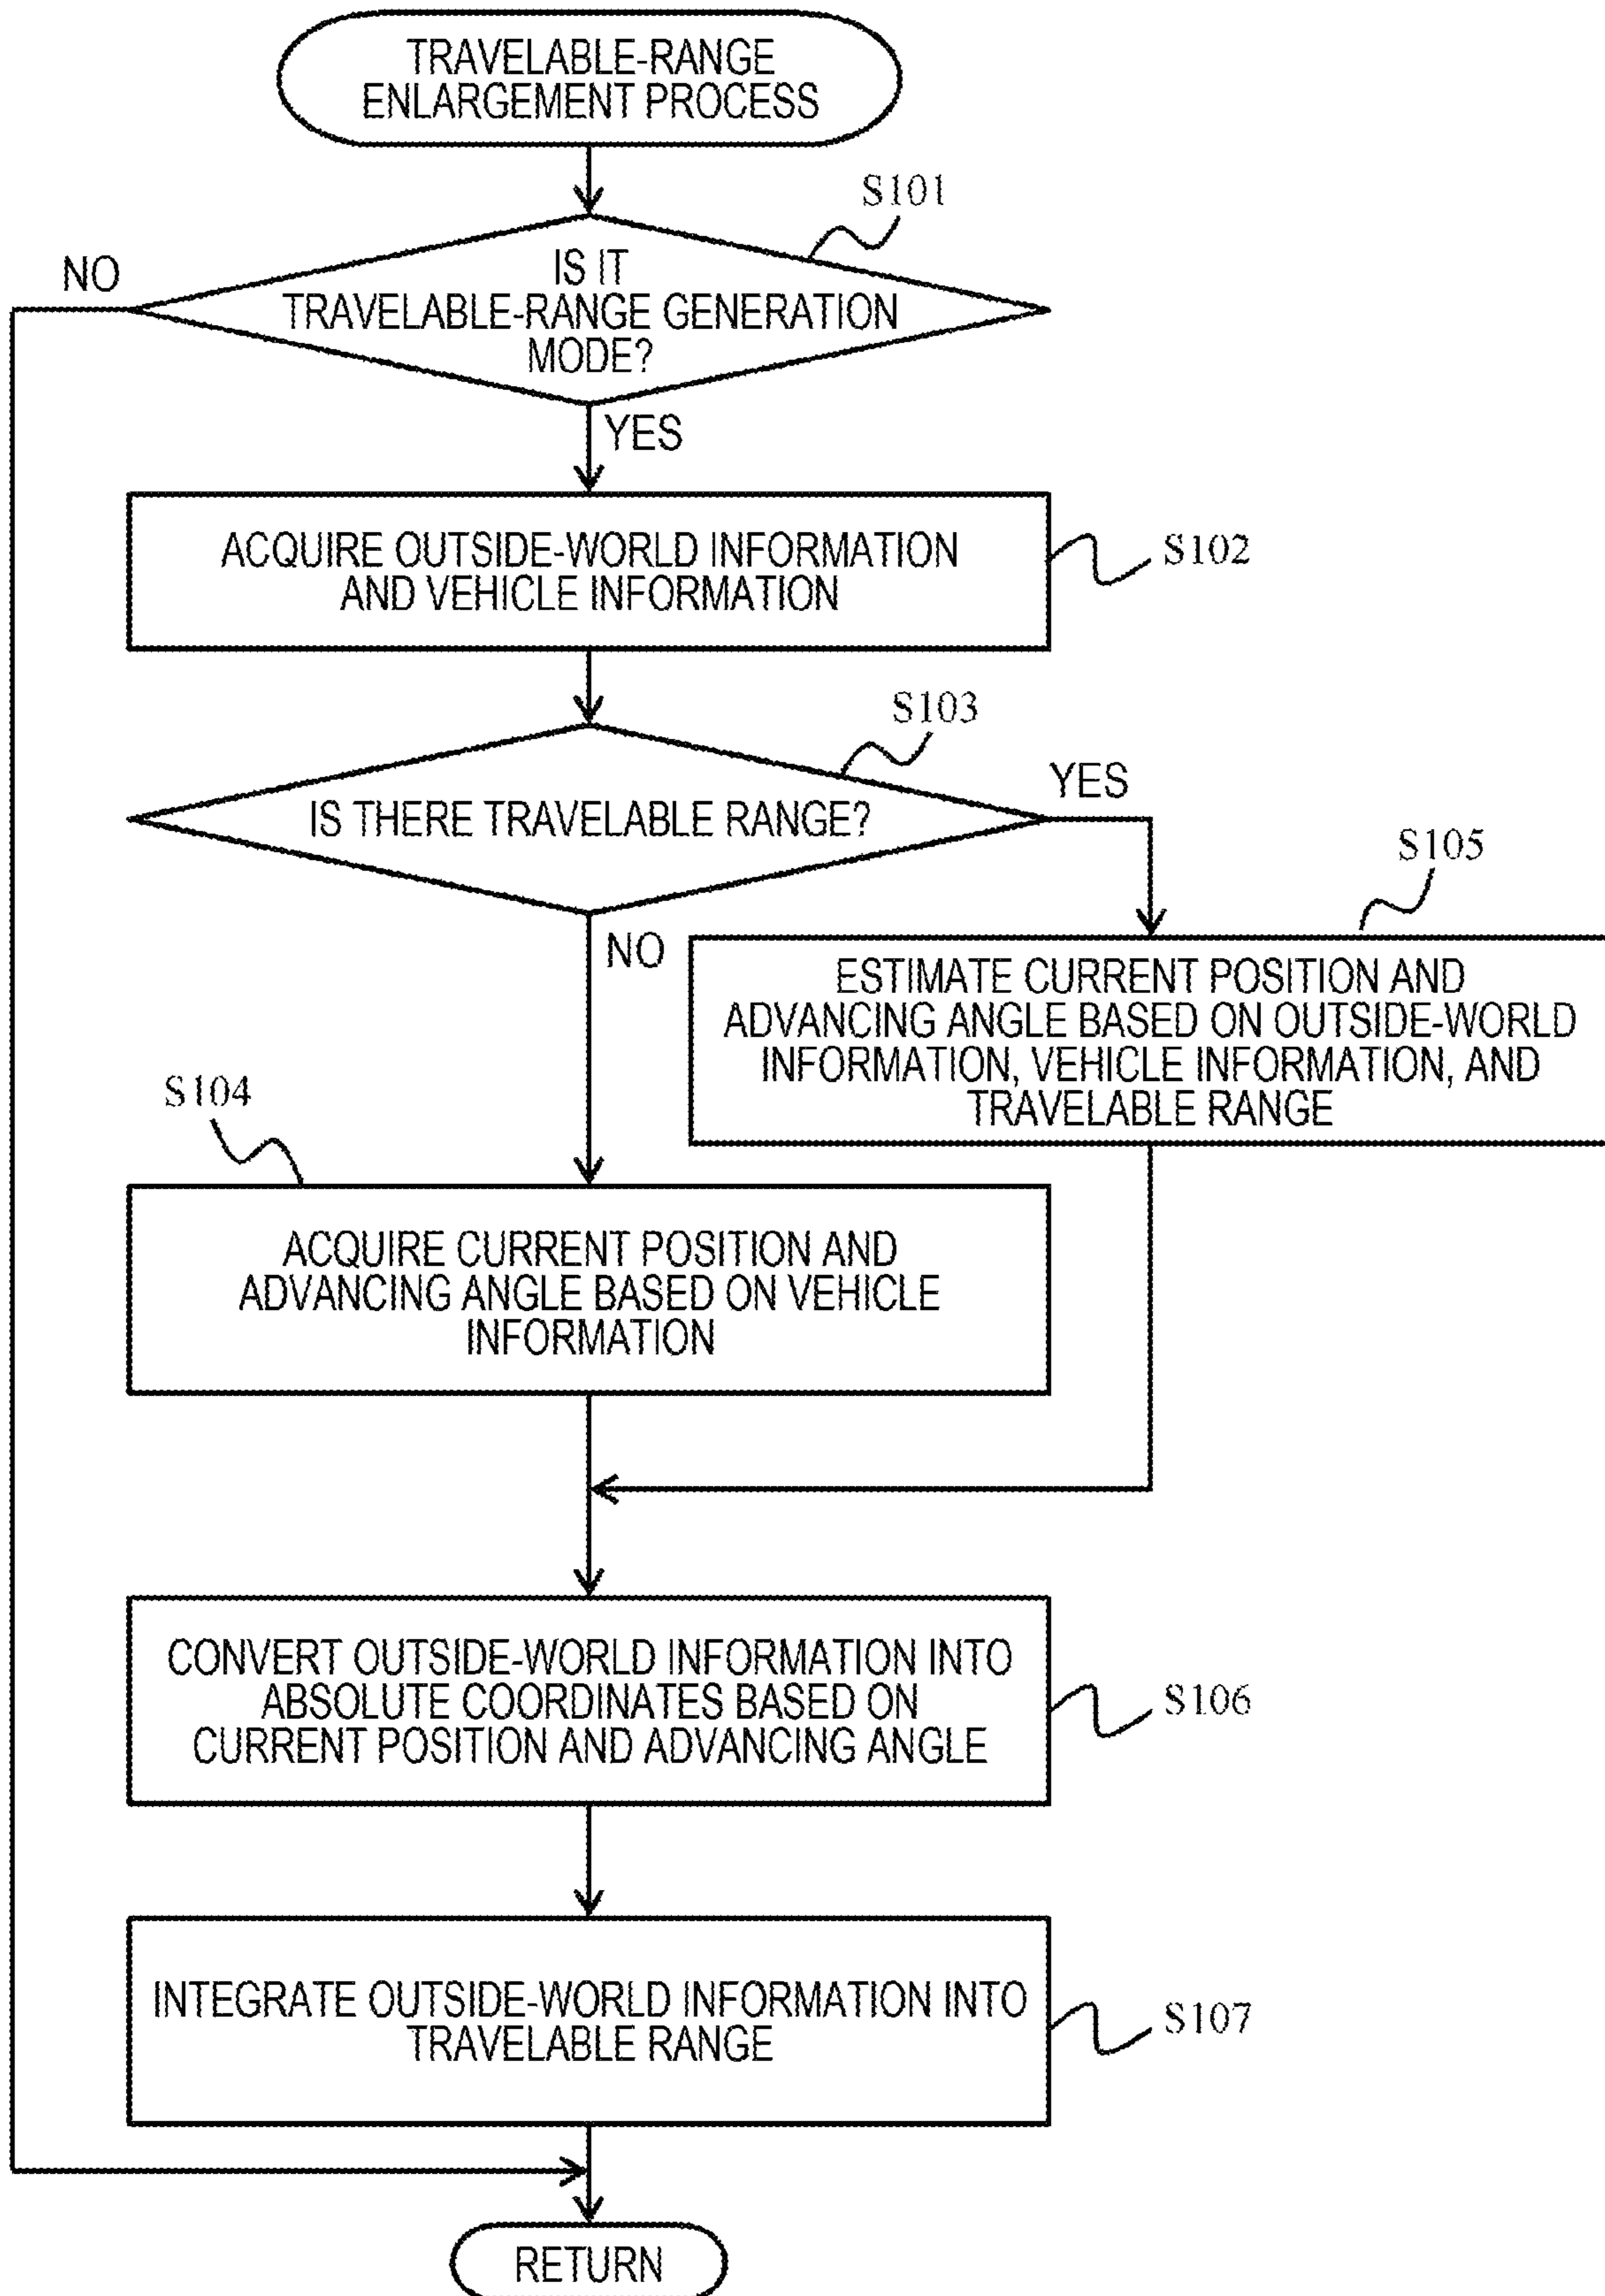 TRAVELABLE-RANGE
ENLARGEMENT PROCESS
S101
NO
IS IT
TRAVELABLE-RANGE GENERATION
MODE?
YES
ACQUIRE OUTSIDE-WORLD INFORMATION
AND VEHICLE INFORMATION
S102
S103
YES
IS THERE TRAVELABLE RANGE?
S105
NO
ESTIMATE CURRENT POSITION AND
ADVANCING ANGLE BASED ON OUTSIDE-WORLD
INFORMATION, VEHICLE INFORMATION, AND
TRAVELABLE RANGE
S104
ACQUIRE CURRENT POSITION AND
ADVANCING ANGLE BASED ON VEHICLE
INFORMATION
CONVERT OUTSIDE-WORLD INFORMATION INTO
ABSOLUTE COORDINATES BASED ON
CURRENT POSITION AND ADVANCING ANGLE
S106
INTEGRATE OUTSIDE-WORLD INFORMATION INTO
TRAVELABLE RANGE
S107
RETURN